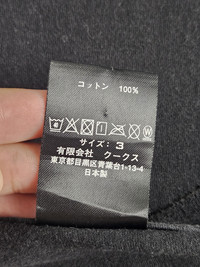 コットン 100%
サイズ: 3
有限会社 クークス
東京都目黒区青葉台1-13-4
日本製